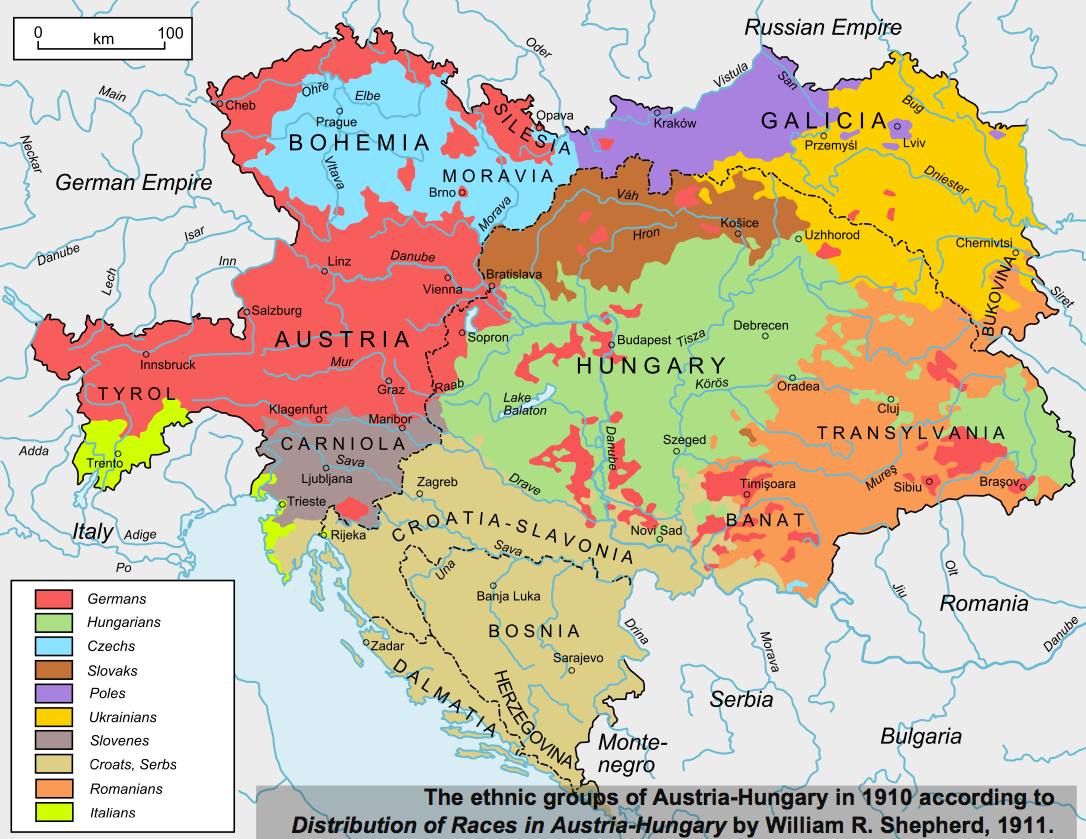 0
100
km
Russian Empire
Oder
Main
Vistula
San
Cheb
Ohře
Elbe
Prague
BOHEMIA
Vltava
SILESIA
Opava
Kraków
GALICIA
Bug
Przemyśl
Lviv
Neckar
German Empire
MORAVIA
Brno
Morava
Dniester
Váh
Hron
Košice
Uzhhorod
Chernivtsi
BUKOVINA
Siret
Danube
Isar
Inn
Lech
Linz
Danube
Vienna
Bratislava
Salzburg
AUSTRIA
Sopron
Budapest
Tisza
Debrecen
HUNGARY
Innsbruck
Mur
Graz
Raab
Lake
Balaton
Körös
Oradea
Cluj
TYROL
Klagenfurt
Maribor
CARNIOLA
Sava
Ljubljana
Danube
Szeged
TRANSYLVANIA
Mureș
Sibiu
Brașov
Adda
Trento
Trieste
Zagreb
Drave
Timișoara
BANAT
Italy
Adige
Po
Rijeka
CROATIA-SLAVONIA
Sava
Novi Sad
Una
Banja Luka
BOSNIA
Drina
Sarajevo
Zadar
DALMATIA
HERZEGOVINA
Morava
Jiu
Olt
Romania
Danube
Serbia
Bulgaria
Monte-
negro
Germans
Hungarians
Czechs
Slovaks
Poles
Ukrainians
Slovenes
Croats, Serbs
Romanians
Italians
The ethnic groups of Austria-Hungary in 1910 according to
Distribution of Races in Austria-Hungary by William R. Shepherd, 1911.